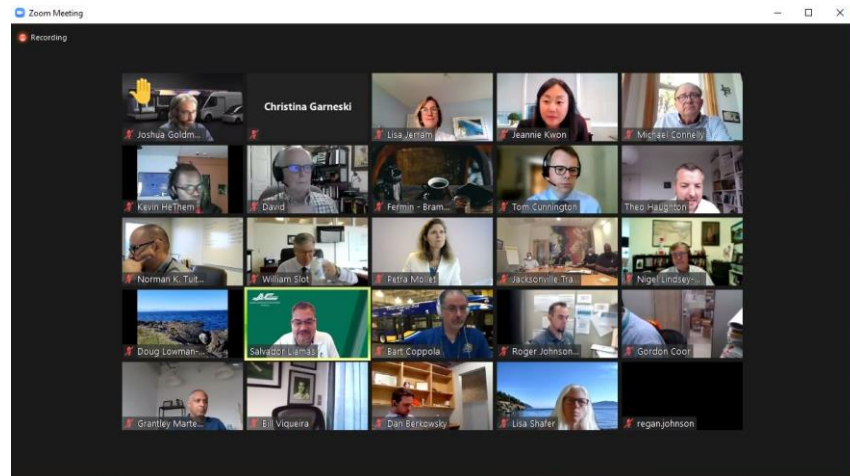 Zoom Meeting
Recording
Joshua Goldm...
Christina Garneski
Lisa Jerram
Jeannie Kwon
Michael Connelly
Kevin HeThem
David
Fermin - Bram...
Tom Cunnington
Theo Haughton
Norman K. Tuit...
William Slot
Petra Mollet
Jacksonville Tra...
Nigel Lindsey-...
Doug Lowman-...
Salvador Llamas
Bart Coppola
Roger Johnson...
Gordon Coor
Grantley Marte...
Bill Viqueira
Dan Berkowsky
Lisa Shafer
regan.johnson